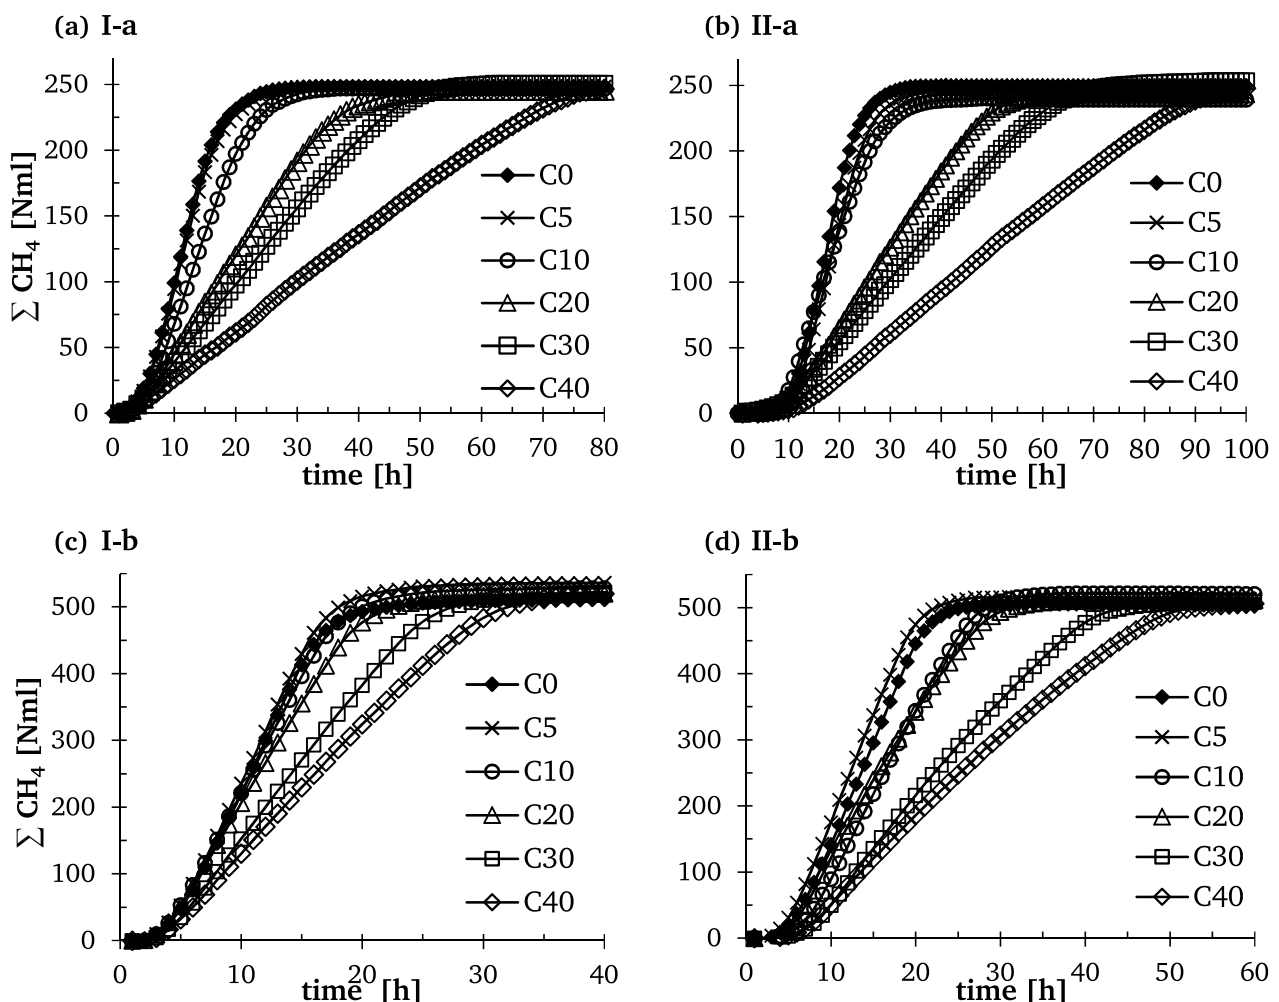 (a) I-a
(b) II-a
250
200
150
100
50
0
∑ CH₄ [Nml]
C0
C5
C10
C20
C30
C40
0 10 20 30 40 50 60 70 80
time [h]
250
200
150
100
50
0
C0
C5
C10
C20
C30
C40
0 10 20 30 40 50 60 70 80 90 100
time [h]
(c) I-b
(d) II-b
500
400
300
200
100
0
∑ CH₄ [Nml]
C0
C5
C10
C20
C30
C40
0 10 20 30 40
time [h]
500
400
300
200
100
0
C0
C5
C10
C20
C30
C40
0 10 20 30 40 50 60
time [h]